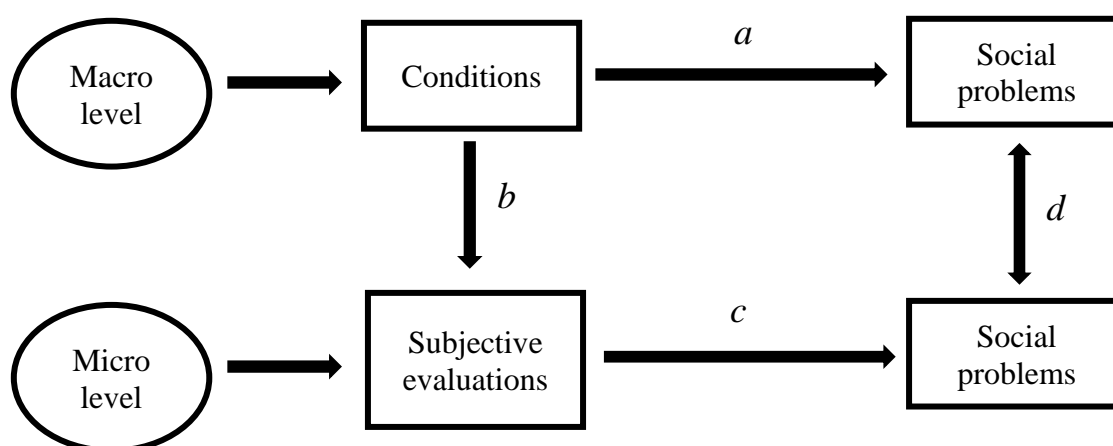 a
Macro
level
Conditions
Social
problems
b
d
Micro
level
Subjective
evaluations
c
Social
problems